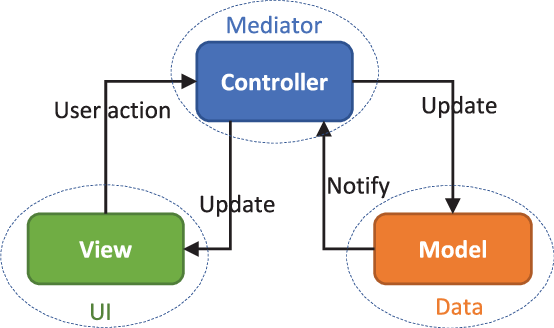 Mediator
Controller
User action
Update
Update
Notify
View
Model
UI
Data